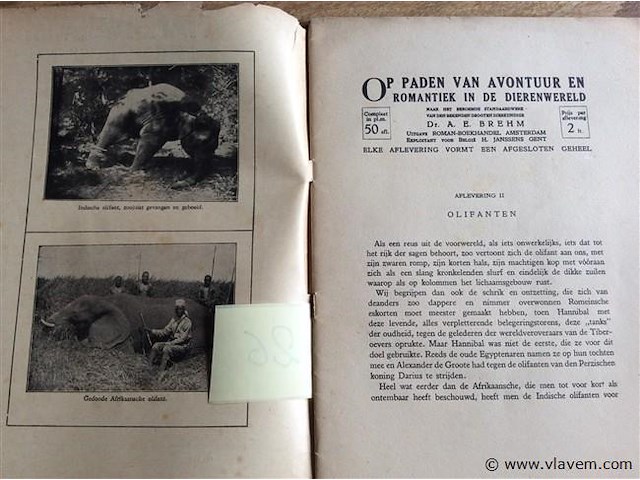 Indische olifant, zooeven gevangen en geboeid.
Gedoode Afrikaansche olifant.
26
OP PADEN VAN AVONTUUR EN
ROMANTIEK IN DE DIERENWERELD
Compleet
in pl.m.
50 afl.
NAAR HET BEROEMDE STANDAARDWERK
VAN DEN BEKENDEN GROOTEN DIERKUNDIGE
Dr. A. E. BREHM
Uitgave ROMAN-BOEKHANDEL AMSTERDAM
Exploitant voor België H. JANSSENS GENT
Prijs per
aflevering
2 fr.
ELKE AFLEVERING VORMT EEN AFGESLOTEN GEHEEL
AFLEVERING II
OLIFANTEN
Als een reus uit de voorwereld, als iets onwerkelijks, iets dat tot
het rijk der sagen behoort, zoo vertoont zich de olifant aan ons, met
zijn zwaren romp, zijn korten hals, zijn machtigen kop met vóóraan
zich als een slang kronkelenden slurf en eindelijk de dikke zuilen
waarop als op kolommen het lichaamsgebouw rust.
Wij begrijpen dan ook de schrik en ontzetting, die zich van
deanders zoo dappere en nimmer overwonnen Romeinsche
eskorten moet meester gemaakt hebben, toen Hannibal met
deze levende, alles verpletterende belegeringstorens, deze „tanks"
der oudheid, tegen de gelederen der wereldveroveraars van de Tiber-
oevers oprukte. Maar Hannibal was niet de eerste, die ze voor dit
doel gebruikte. Reeds de oude Egyptenaren namen ze op hun tochten
mee en Alexander de Groote had tegen de olifanten van den Perzischen
koning Darius te strijden.
Heel wat eerder dan de Afrikaansche, die men tot voor kort als
ontembaar heeft beschouwd, heeft men de Indische olifanten voor
© www.vlavem.com